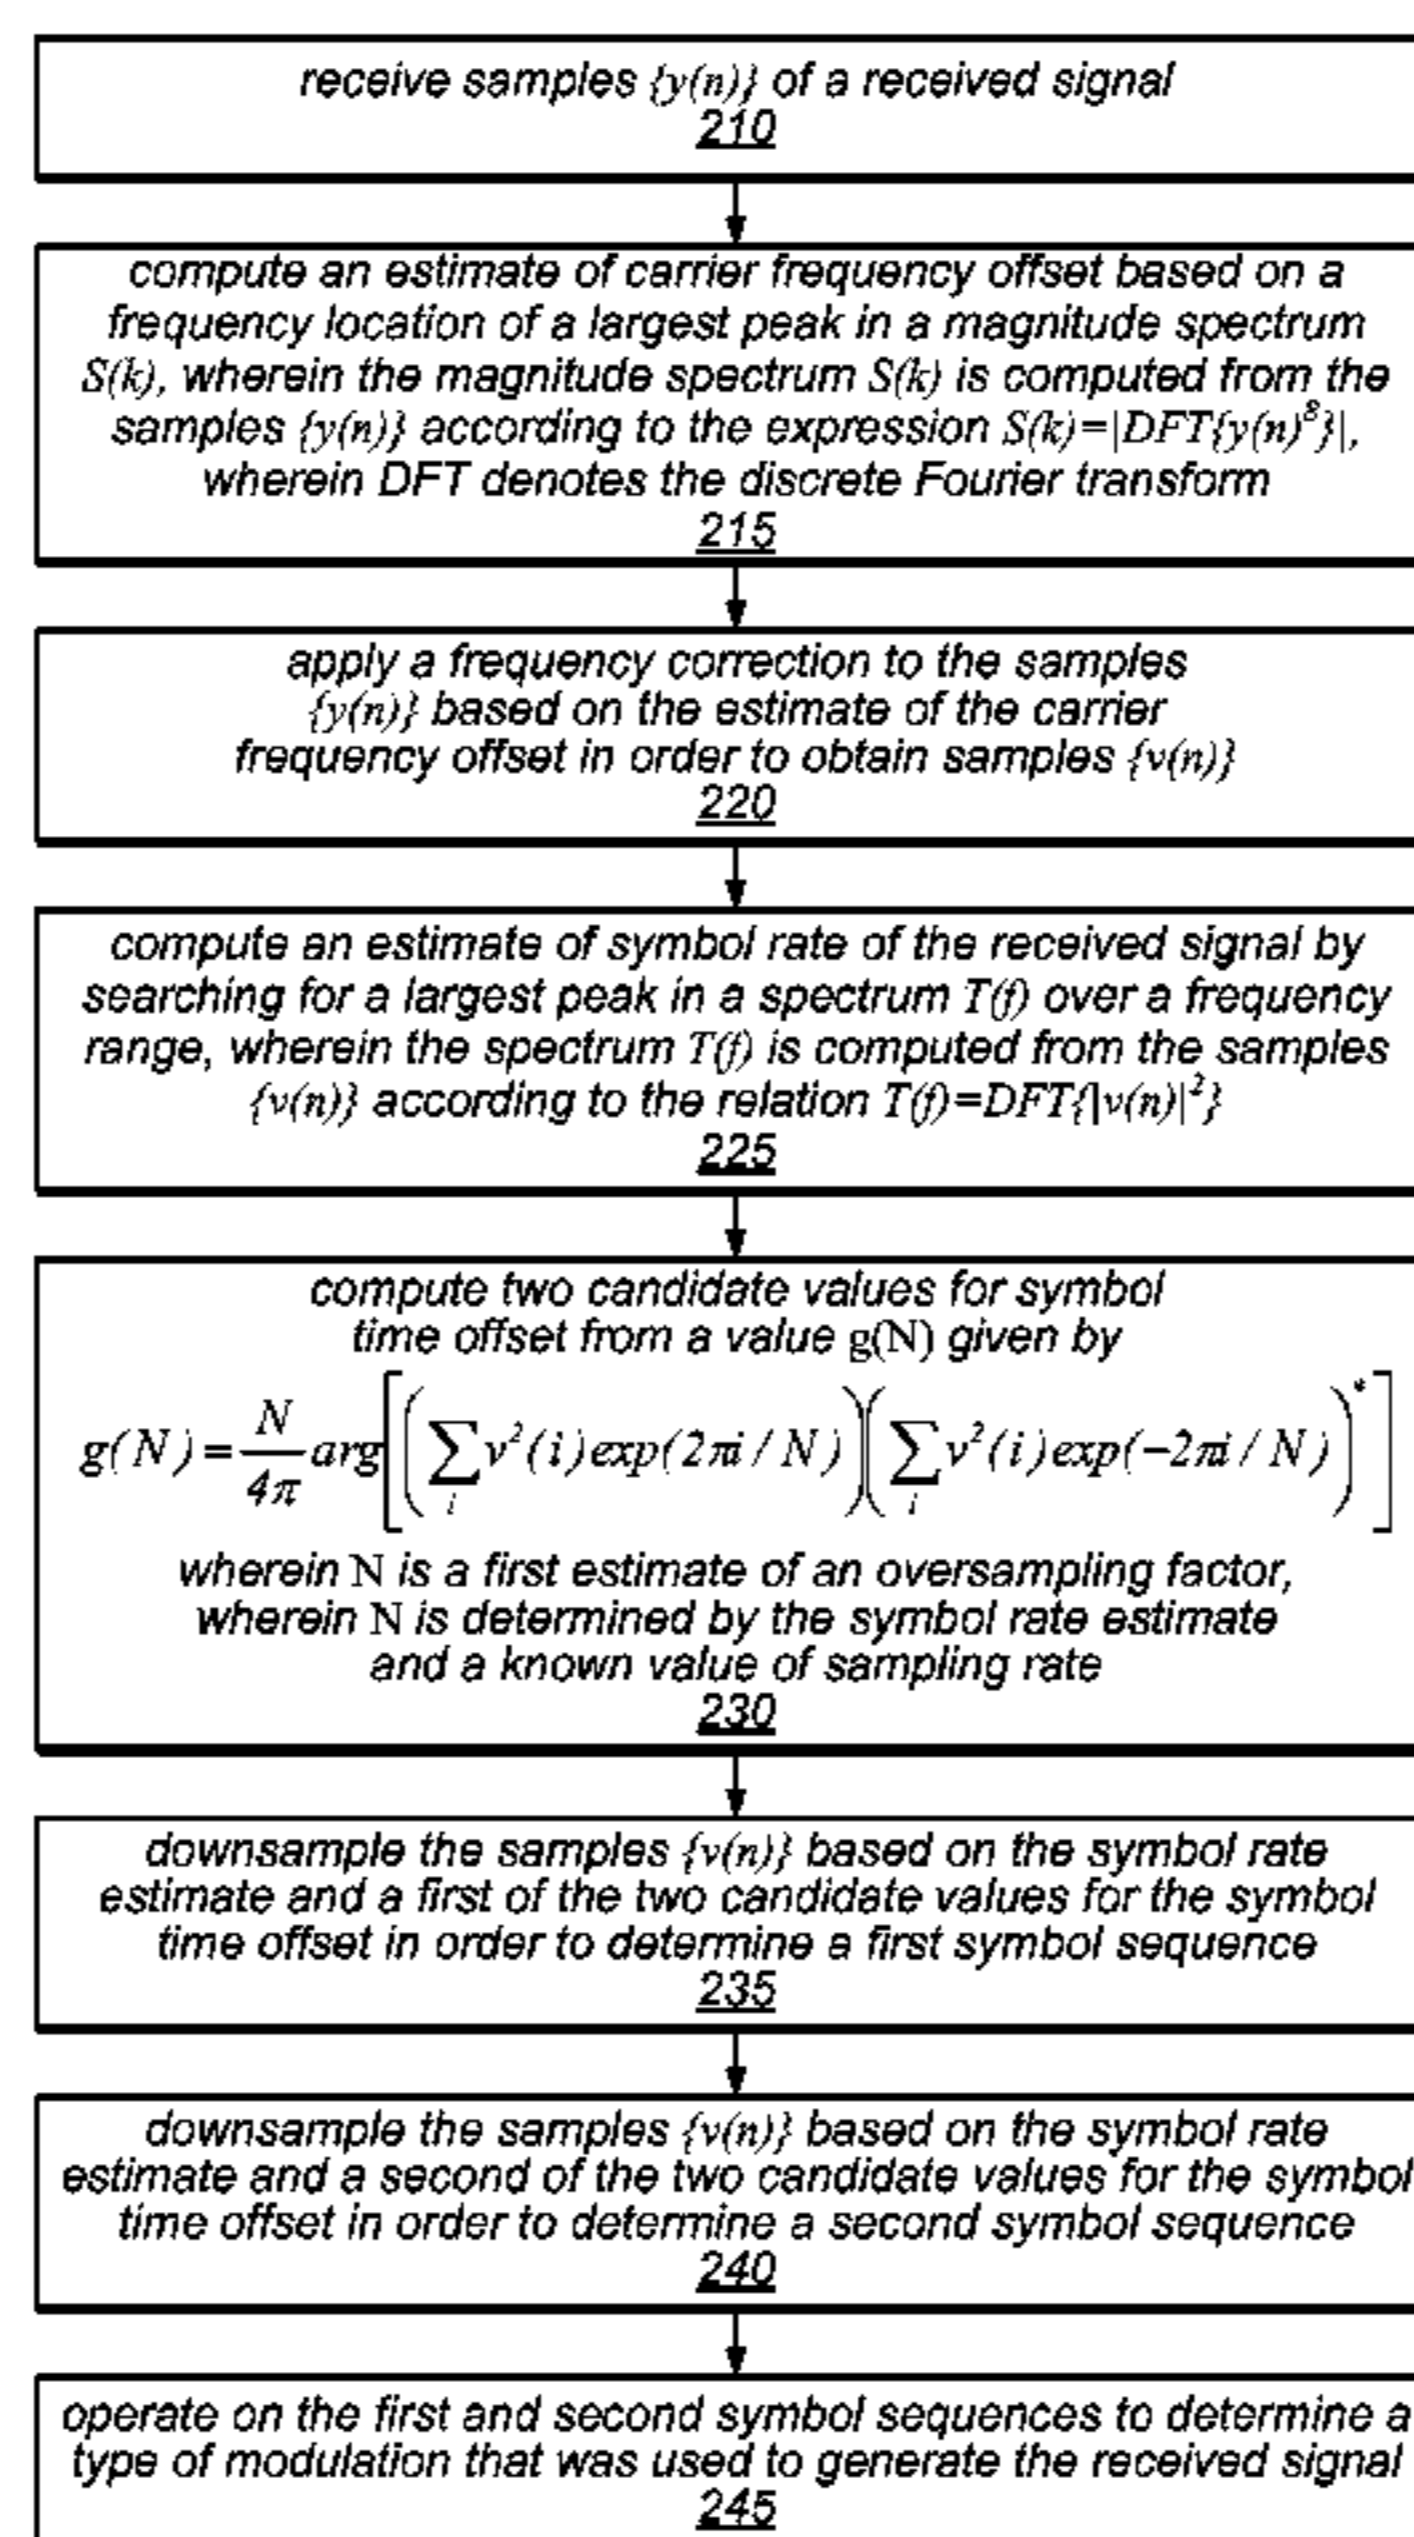 receive samples {y(n)} of a received signal
210
compute an estimate of carrier frequency offset based on a
frequency location of a largest peak in a magnitude spectrum
S(k), wherein the magnitude spectrum S(k) is computed from the
samples {y(n)} according to the expression S(k)=|DFT{y(n)⁸}|,
wherein DFT denotes the discrete Fourier transform
215
apply a frequency correction to the samples
{y(n)} based on the estimate of the carrier
frequency offset in order to obtain samples {v(n)}
220
compute an estimate of symbol rate of the received signal by
searching for a largest peak in a spectrum T(f) over a frequency
range, wherein the spectrum T(f) is computed from the samples
{v(n)} according to the relation T(f)=DFT{|v(n)|²}
225
compute two candidate values for symbol
time offset from a value g(N) given by
g(N)=N/4π arg[(∑i v²(i)exp(2πi/N))(∑i v²(i)exp(−2πi/N))*]
wherein N is a first estimate of an oversampling factor,
wherein N is determined by the symbol rate estimate
and a known value of sampling rate
230
downsample the samples {v(n)} based on the symbol rate
estimate and a first of the two candidate values for the symbol
time offset in order to determine a first symbol sequence
235
downsample the samples {v(n)} based on the symbol rate
estimate and a second of the two candidate values for the symbol
time offset in order to determine a second symbol sequence
240
operate on the first and second symbol sequences to determine a
type of modulation that was used to generate the received signal
245